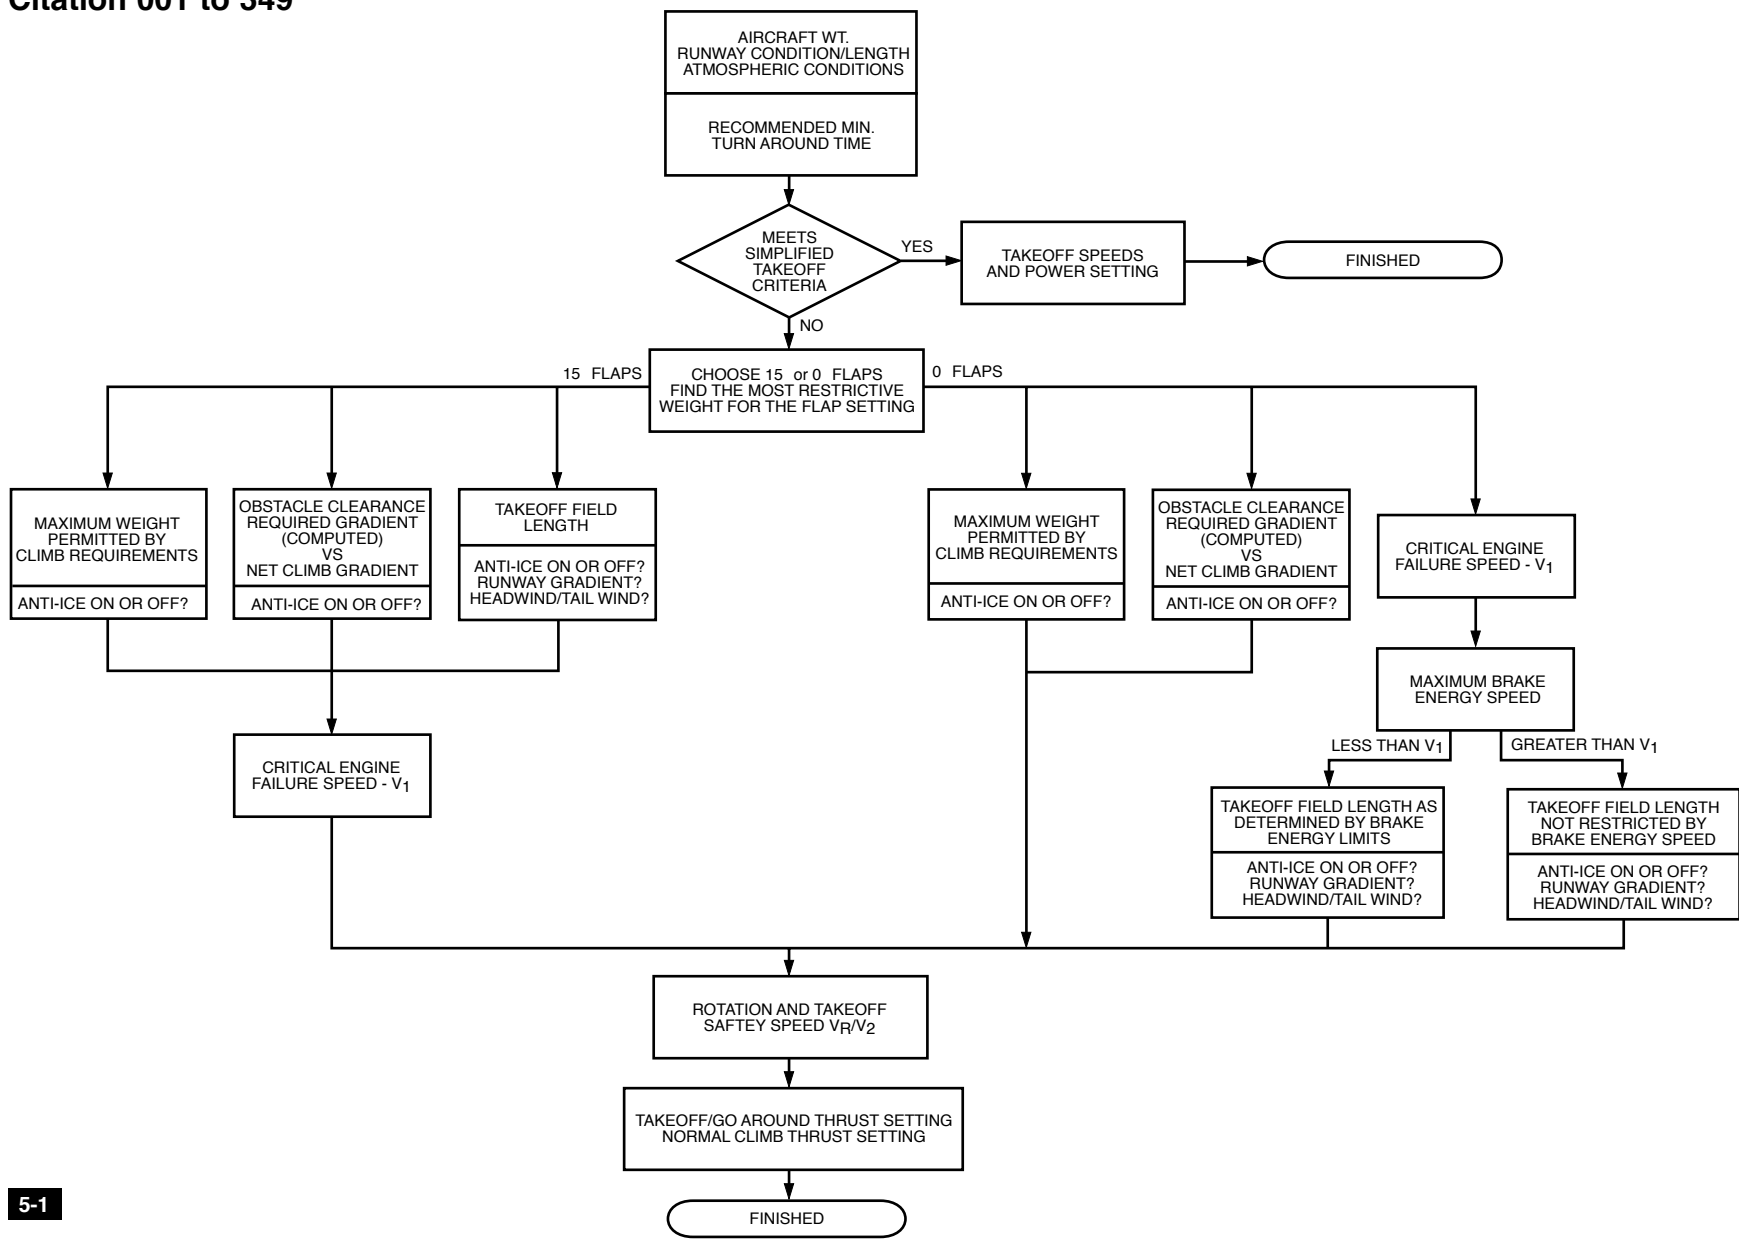 Citation 001 to 349
AIRCRAFT WT.
RUNWAY CONDITION/LENGTH
ATMOSPHERIC CONDITIONS
RECOMMENDED MIN.
TURN AROUND TIME
MEETS
SIMPLIFIED
TAKEOFF
CRITERIA
YES
TAKEOFF SPEEDS
AND POWER SETTING
FINISHED
NO
15 FLAPS
CHOOSE 15 or 0 FLAPS
FIND THE MOST RESTRICTIVE
WEIGHT FOR THE FLAP SETTING
0 FLAPS
MAXIMUM WEIGHT
PERMITTED BY
CLIMB REQUIREMENTS
ANTI-ICE ON OR OFF?
OBSTACLE CLEARANCE
REQUIRED GRADIENT
(COMPUTED)
VS
NET CLIMB GRADIENT
ANTI-ICE ON OR OFF?
TAKEOFF FIELD
LENGTH
ANTI-ICE ON OR OFF?
RUNWAY GRADIENT?
HEADWIND/TAIL WIND?
MAXIMUM WEIGHT
PERMITTED BY
CLIMB REQUIREMENTS
ANTI-ICE ON OR OFF?
OBSTACLE CLEARANCE
REQUIRED GRADIENT
(COMPUTED)
VS
NET CLIMB GRADIENT
ANTI-ICE ON OR OFF?
CRITICAL ENGINE
FAILURE SPEED - V1
MAXIMUM BRAKE
ENERGY SPEED
LESS THAN V1
GREATER THAN V1
CRITICAL ENGINE
FAILURE SPEED - V1
TAKEOFF FIELD LENGTH AS
DETERMINED BY BRAKE
ENERGY LIMITS
ANTI-ICE ON OR OFF?
RUNWAY GRADIENT?
HEADWIND/TAIL WIND?
TAKEOFF FIELD LENGTH
NOT RESTRICTED BY
BRAKE ENERGY SPEED
ANTI-ICE ON OR OFF?
RUNWAY GRADIENT?
HEADWIND/TAIL WIND?
ROTATION AND TAKEOFF
SAFTEY SPEED VR/V2
TAKEOFF/GO AROUND THRUST SETTING
NORMAL CLIMB THRUST SETTING
FINISHED
5-1